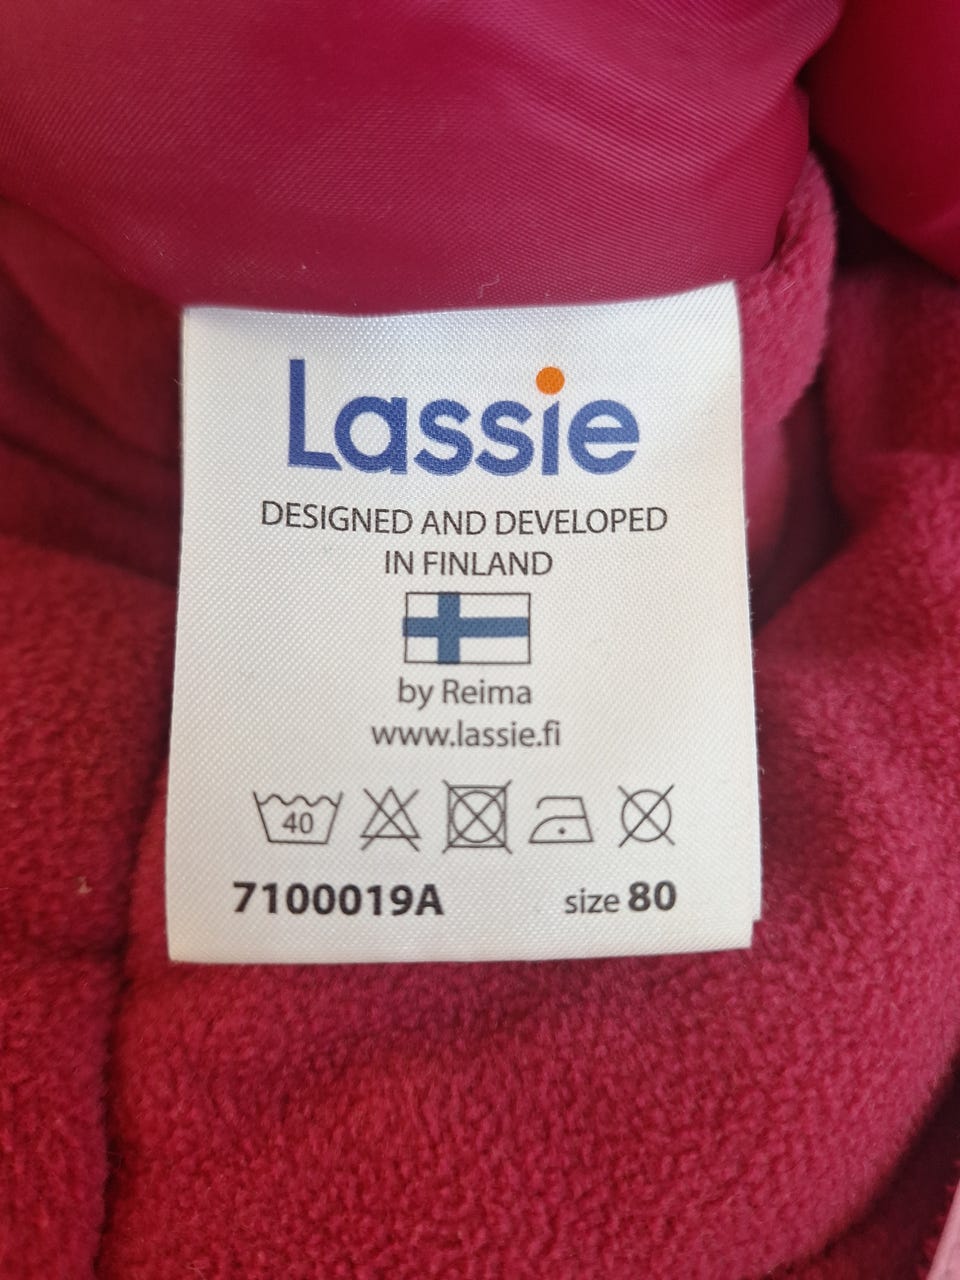 Lassie
DESIGNED AND DEVELOPED
IN FINLAND
by Reima
www.lassie.fi
40
7100019A size 80